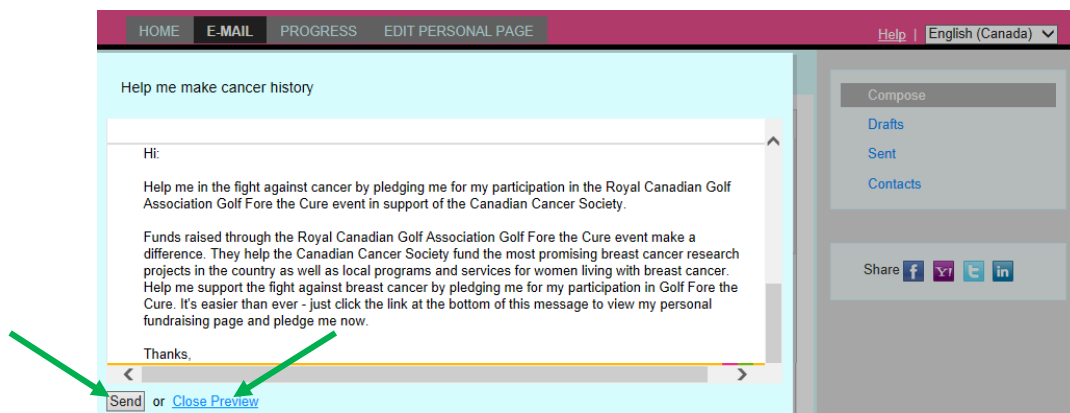 HOME E-MAIL PROGRESS EDIT PERSONAL PAGE
Help | English (Canada)
Help me make cancer history
Hi:
Help me in the fight against cancer by pledging me for my participation in the Royal Canadian Golf
Association Golf Fore the Cure event in support of the Canadian Cancer Society.
Funds raised through the Royal Canadian Golf Association Golf Fore the Cure event make a
difference. They help the Canadian Cancer Society fund the most promising breast cancer research
projects in the country as well as local programs and services for women living with breast cancer.
Help me support the fight against breast cancer by pledging me for my participation in Golf Fore the
Cure. It's easier than ever - just click the link at the bottom of this message to view my personal
fundraising page and pledge me now.
Thanks,
Send or Close Preview
Compose
Drafts
Sent
Contacts
Share f Y! t in